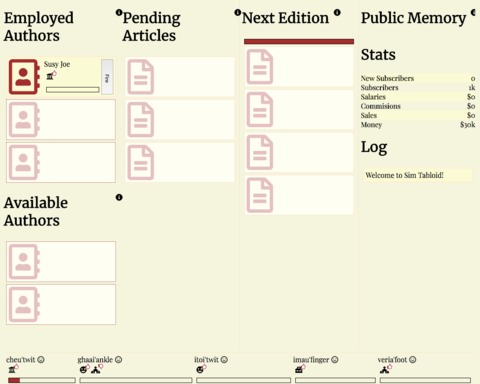 Employed Authors
Susy Joe
Fire
Available Authors
Pending Articles
Next Edition
Public Memory
Stats
New Subscribers 0
Subscribers 1k
Salaries $0
Commisions $0
Sales $0
Money $30k
Log
Welcome to Sim Tabloid!
cheu'twit
ghaai'ankle
itoi'twit
imau'finger
veria'foot